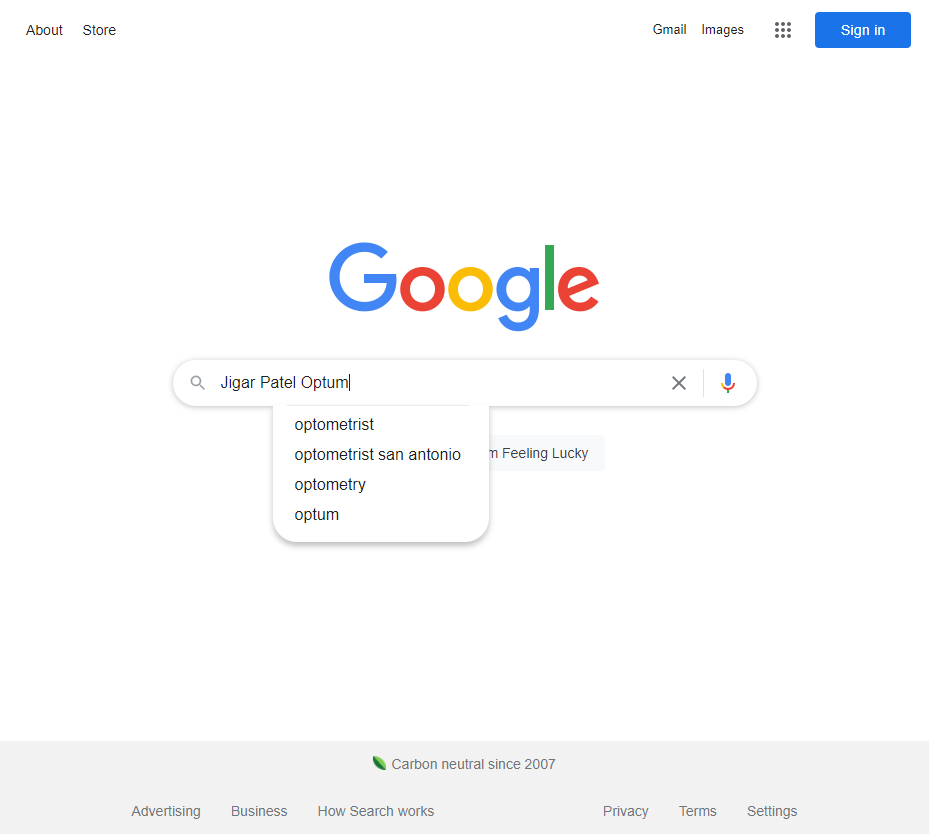 About Store Gmail Images Sign in
Google
Jigar Patel Optum
optometrist
optometrist san antonio
optometry
optum
m Feeling Lucky
Carbon neutral since 2007
Advertising Business How Search works Privacy Terms Settings